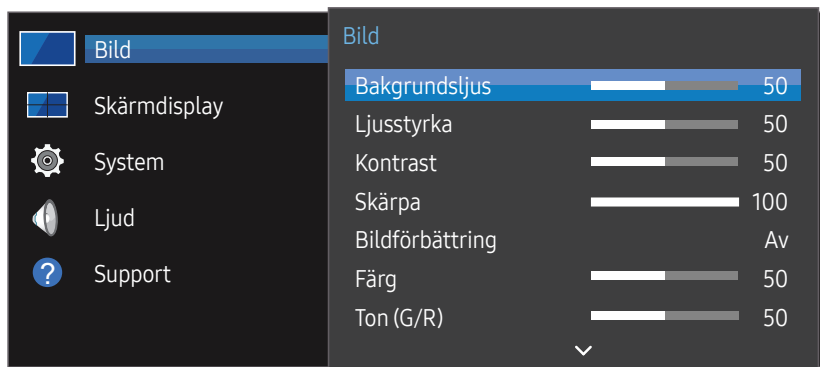 Bild
Skärmdisplay
System
Ljud
? Support
Bild
Bakgrundsljus 50
Ljusstyrka 50
Kontrast 50
Skärpa 100
Bildförbättring Av
Färg 50
Ton (G/R) 50